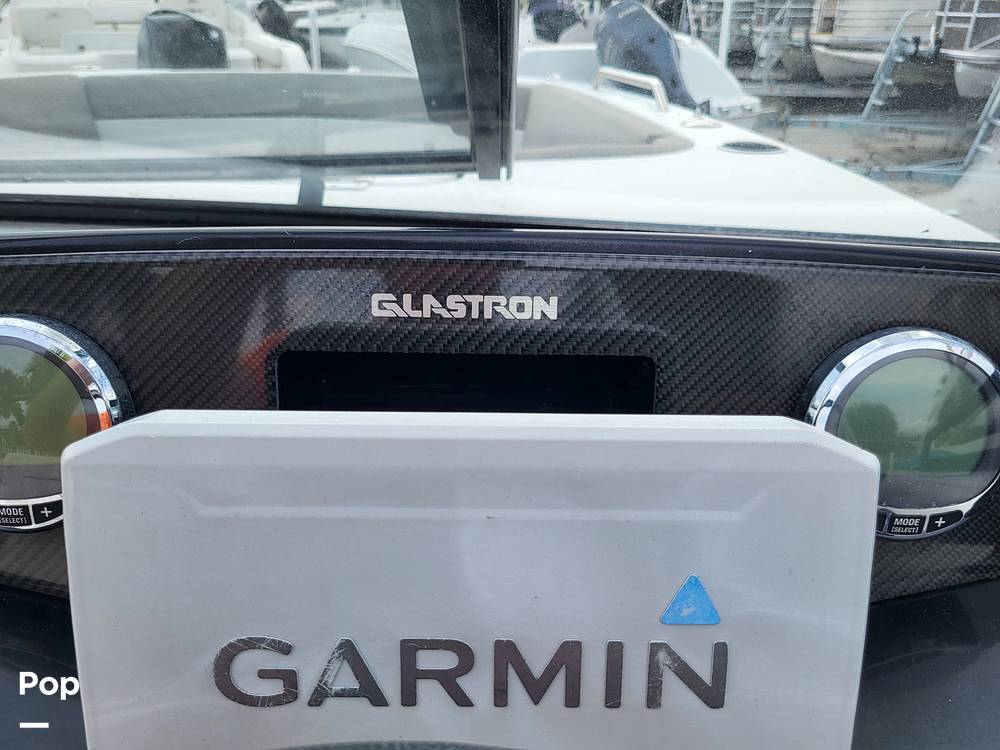 GLASTRON
MODE
[SELECT]
+
MODE
[SELECT]
+
GARMIN
Pop